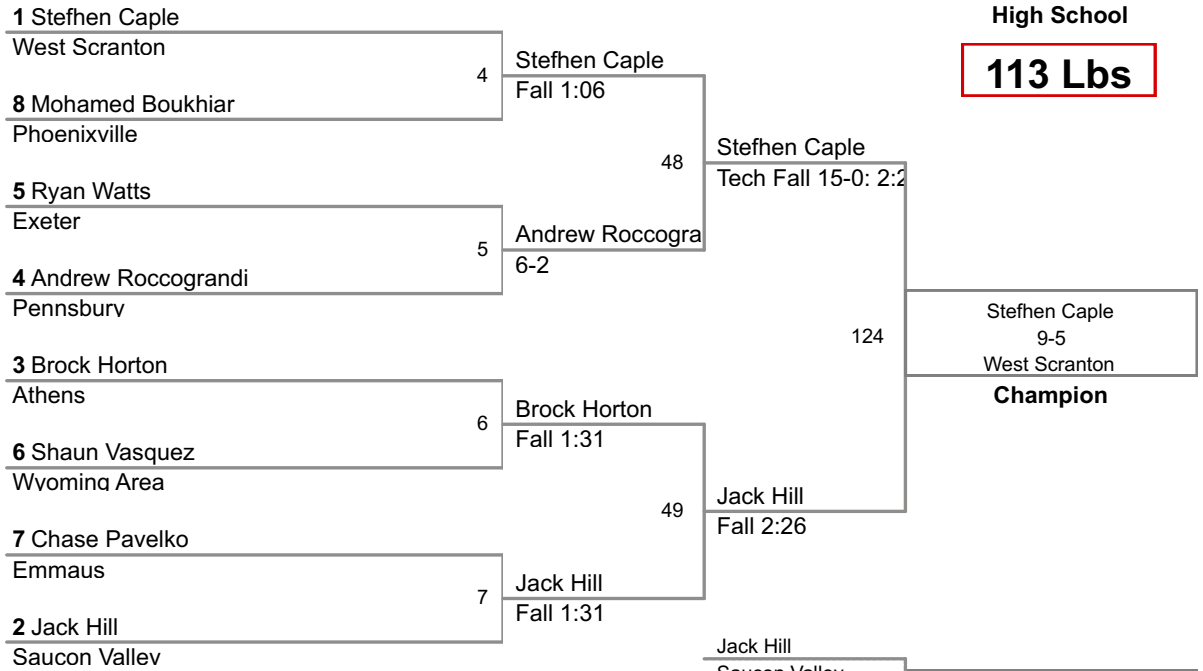 1 Stefhen Caple
West Scranton
4
8 Mohamed Boukhiar
Phoenixville
5 Ryan Watts
Exeter
5
4 Andrew Roccograndi
Pennsbury
3 Brock Horton
Athens
6
6 Shaun Vasquez
Wyoming Area
7 Chase Pavelko
Emmaus
7
2 Jack Hill
Saucon Valley
Stefhen Caple
Fall 1:06
48
Andrew Roccogra
6-2
Brock Horton
Fall 1:31
49
Jack Hill
Fall 1:31
Stefhen Caple
Tech Fall 15-0: 2:2
124
Jack Hill
Fall 2:26
Jack Hill
Saucon Valley
High School
113 Lbs
Stefhen Caple
9-5
West Scranton
Champion